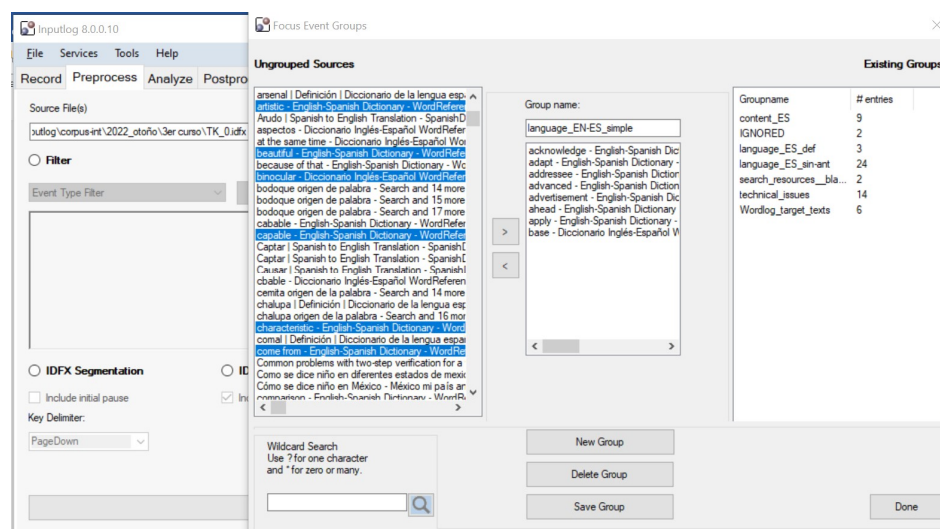 Inputlog 8.0.0.10
File Services Tools Help
Record Preprocess Analyze Postpro
Source File(s)
outlog\corpus-int\2022_otoño\3er curso\TK_0.idfx
Filter
Event Type Filter
IDFX Segmentation
ID
Include initial pause
Inc
Key Delimiter:
PageDown
Focus Event Groups
Ungrouped Sources
Existing Groups
arsenal | Definición | Diccionario de la lengua esp
artistic - English-Spanish Dictionary - WordRefere
Arudo | Spanish to English Translation - SpanishD
aspectos - Diccionario Inglés-Español WordRefer
at the same time - Diccionario Inglés-Español Wor
beautiful - English-Spanish Dictionary - WordRefe
because of that - English-Spanish Dictionary - Wo
binocular - Diccionario Inglés-Español WordRefer
bodoque origen de palabra - Search and 14 more
bodoque origen de palabra - Search and 15 more
bodoque origen de palabra - Search and 17 more
cabable - English-Spanish Dictionary - WordRefer
capable - English-Spanish Dictionary - WordRefer
Captar | Spanish to English Translation - SpanishD
Captar | Spanish to English Translation - SpanishD
Causar | Spanish to English Translation - SpanishI
cbable - Diccionario Inglés-Español WordReferen
cemita origen de la palabra - Search and 14 more
chalupa | Definición | Diccionario de la lengua esp
chalupa origen de la palabra - Search and 16 mor
characteristic - English-Spanish Dictionary - Word
comal | Definición | Diccionario de la lengua españ
come from - English-Spanish Dictionary - WordRe
Common problems with two-step verification for a
Como se dice niño en diferentes estados de mexic
Cómo se dice niño en México - México mi país ar
comparison - English-Spanish Dictionary - WordR
Group name:
language_EN-ES_simple
acknowledge - English-Spanish Dic
adapt - English-Spanish Dictionary -
addressee - English-Spanish Diction
advanced - English-Spanish Diction
advertisement - English-Spanish Dic
ahead - English-Spanish Dictionary
apply - English-Spanish Dictionary -
base - Diccionario Inglés-Español W
>
<
Groupname # entries
content_ES 9
IGNORED 2
language_ES_def 3
language_ES_sin-ant 24
search_resources__bla... 2
technical_issues 14
Wordlog_target_texts 6
Wildcard Search
Use ? for one character
and * for zero or many.
New Group
Delete Group
Save Group
Done